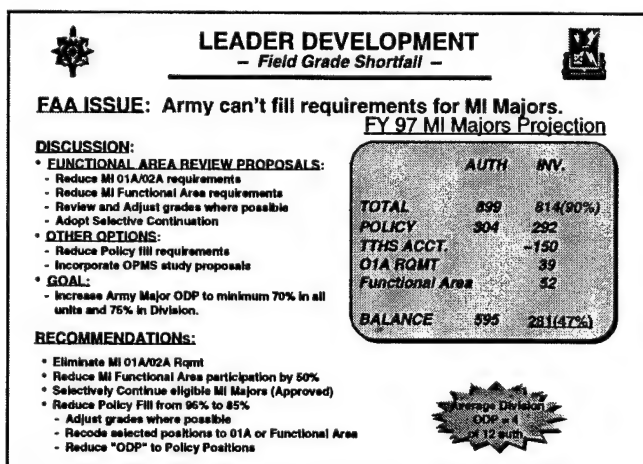 LEADER DEVELOPMENT
– Field Grade Shortfall –
FAA ISSUE: Army can't fill requirements for MI Majors.
DISCUSSION:
* FUNCTIONAL AREA REVIEW PROPOSALS:
- Reduce MI 01A/02A requirements
- Reduce MI Functional Area requirements
- Review and Adjust grades where possible
- Adopt Selective Continuation
* OTHER OPTIONS:
- Reduce Policy fill requirements
- Incorporate OPMS study proposals
* GOAL:
- Increase Army Major ODP to minimum 70% in all
units and 75% in Division.
RECOMMENDATIONs:
* Eliminate MI 01A/02A Rqmt
* Reduce MI Functional Area participation by 50%
* Selectively Continue eligible MI Majors (Approved)
* Reduce Policy Fill from 96% to 85%
- Adjust grades where possible
- Recode selected positions to 01A or Functional Area
- Reduce "ODP" to Policy Positions
FY 97 MI Majors Projection
AUTH INV.
TOTAL 899 814(90%)
POLICY 304 292
TTHS ACCT. -150
01A RQMT 39
Functional Area 52
BALANCE 595 281(47%)
Average Division
ODP = 4
of 12 auth